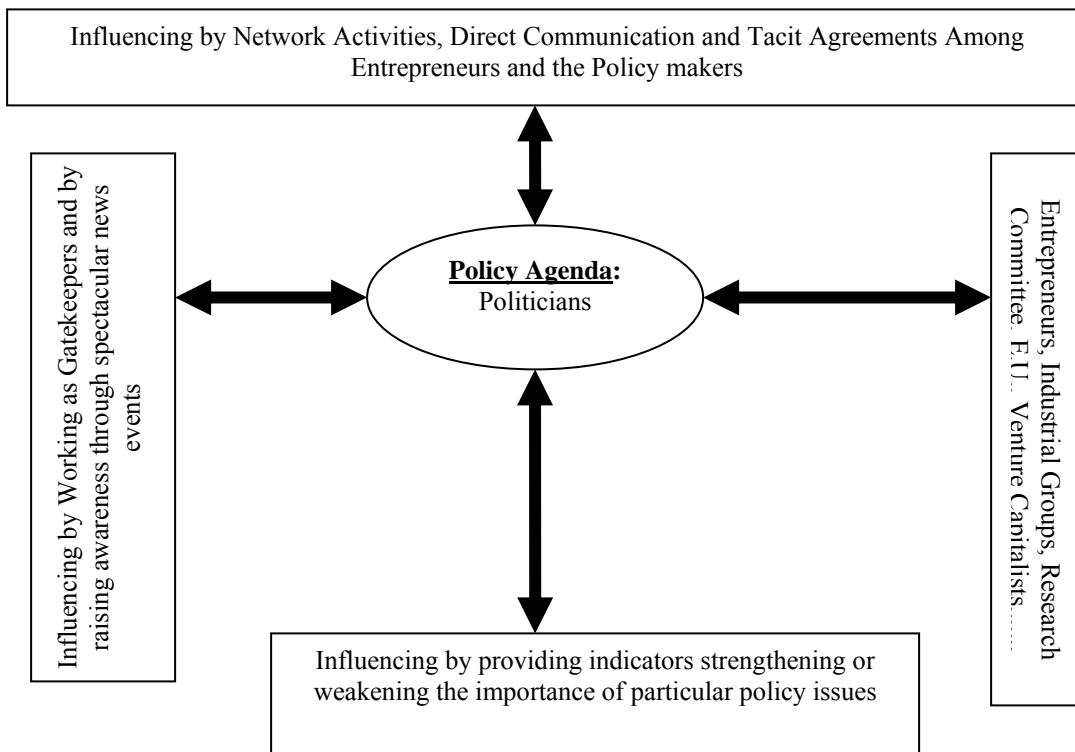 Influencing by Network Activities, Direct Communication and Tacit Agreements Among
Entrepreneurs and the Policy makers
Influencing by Working as Gatekeepers and by
raising awareness through spectacular news
events
Policy Agenda:
Politicians
Entrepreneurs, Industrial Groups, Research
Committee, E.U., Venture Capitalists......
Influencing by providing indicators strengthening or
weakening the importance of particular policy issues